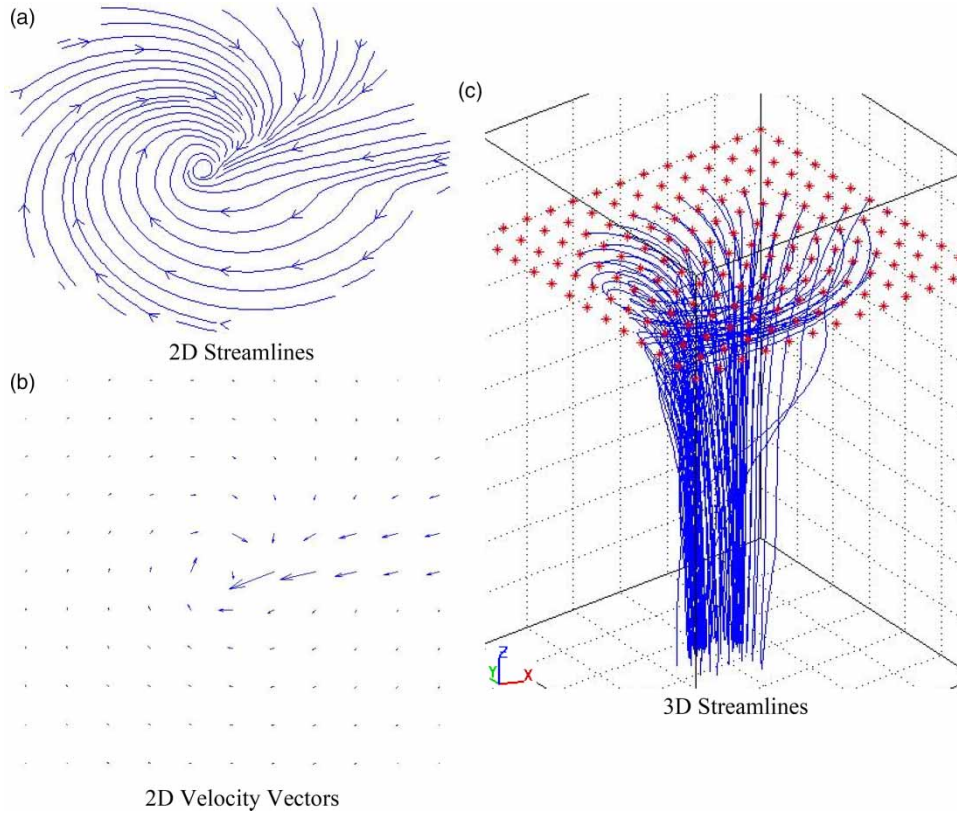 (a)
2D Streamlines
(b)
2D Velocity Vectors
(c)
Z
Y
X
3D Streamlines